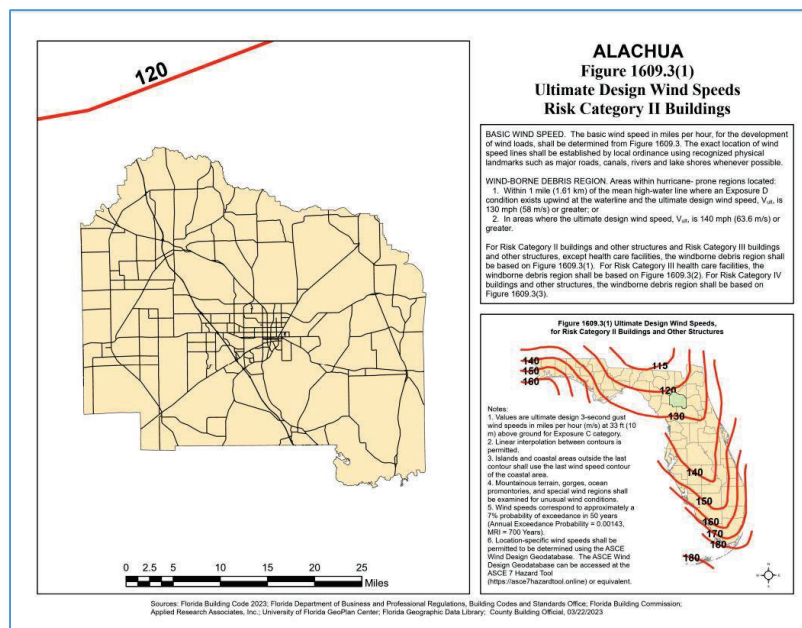 120
ALACHUA
Figure 1609.3(1)
Ultimate Design Wind Speeds
Risk Category II Buildings
BASIC WIND SPEED. The basic wind speed in miles per hour, for the development
of wind loads, shall be determined from Figure 1609.3. The exact location of wind
speed lines shall be established by local ordinance using recognized physical
landmarks such as major roads, canals, rivers and lake shores whenever possible.
WIND-BORNE DEBRIS REGION. Areas within hurricane- prone regions located:
1. Within 1 mile (1.61 km) of the mean high-water line where an Exposure D
condition exists upwind at the waterline and the ultimate design wind speed, Vult, is
130 mph (58 m/s) or greater; or
2. In areas where the ultimate design wind speed, Vult, is 140 mph (63.6 m/s) or
greater.
For Risk Category II buildings and other structures and Risk Category III buildings
and other structures, except health care facilities, the windborne debris region shall
be based on Figure 1609.3(1). For Risk Category III health care facilities, the
windborne debris region shall be based on Figure 1609.3(2). For Risk Category IV
buildings and other structures, the windborne debris region shall be based on
Figure 1609.3(3).
Figure 1609.3(1) Ultimate Design Wind Speeds,
for Risk Category II Buildings and Other Structures
140
150
160
115
120
130
140
150
160
170
180
180
Notes:
1. Values are ultimate design 3-second gust
wind speeds in miles per hour (m/s) at 33 ft (10
m) above ground for Exposure C category.
2. Linear interpolation between contours is
permitted.
3. Islands and coastal areas outside the last
contour shall use the last wind speed contour
of the coastal area.
4. Mountainous terrain, gorges, ocean
promontories, and special wind regions shall
be examined for unusual wind conditions.
5. Wind speeds correspond to approximately a
7% probability of exceedance in 50 years
(Annual Exceedance Probability = 0.00143,
MRI = 700 Years).
6. Location-specific wind speeds shall be
permitted to be determined using the ASCE
Wind Design Geodatabase. The ASCE Wind
Design Geodatabase can be accessed at the
ASCE 7 Hazard Tool
(https://asce7hazardtool.online) or equivalent.
0 2.5 5 10 15 20 25
Miles
Sources: Florida Building Code 2023; Florida Department of Business and Professional Regulations, Building Codes and Standards Office; Florida Building Commission;
Applied Research Associates, Inc.; University of Florida GeoPlan Center; Florida Geographic Data Library; County Building Official, 03/22/2023